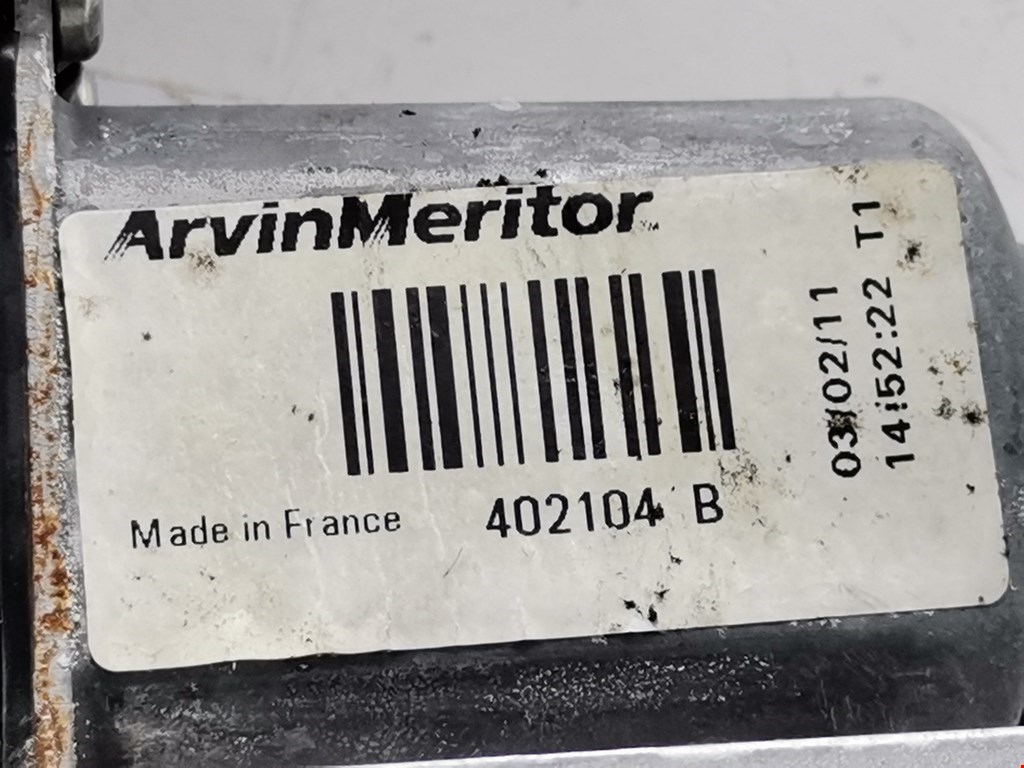 ArvinMeritor
Made in France
402104 B
03/02/11
14:52:22 T1